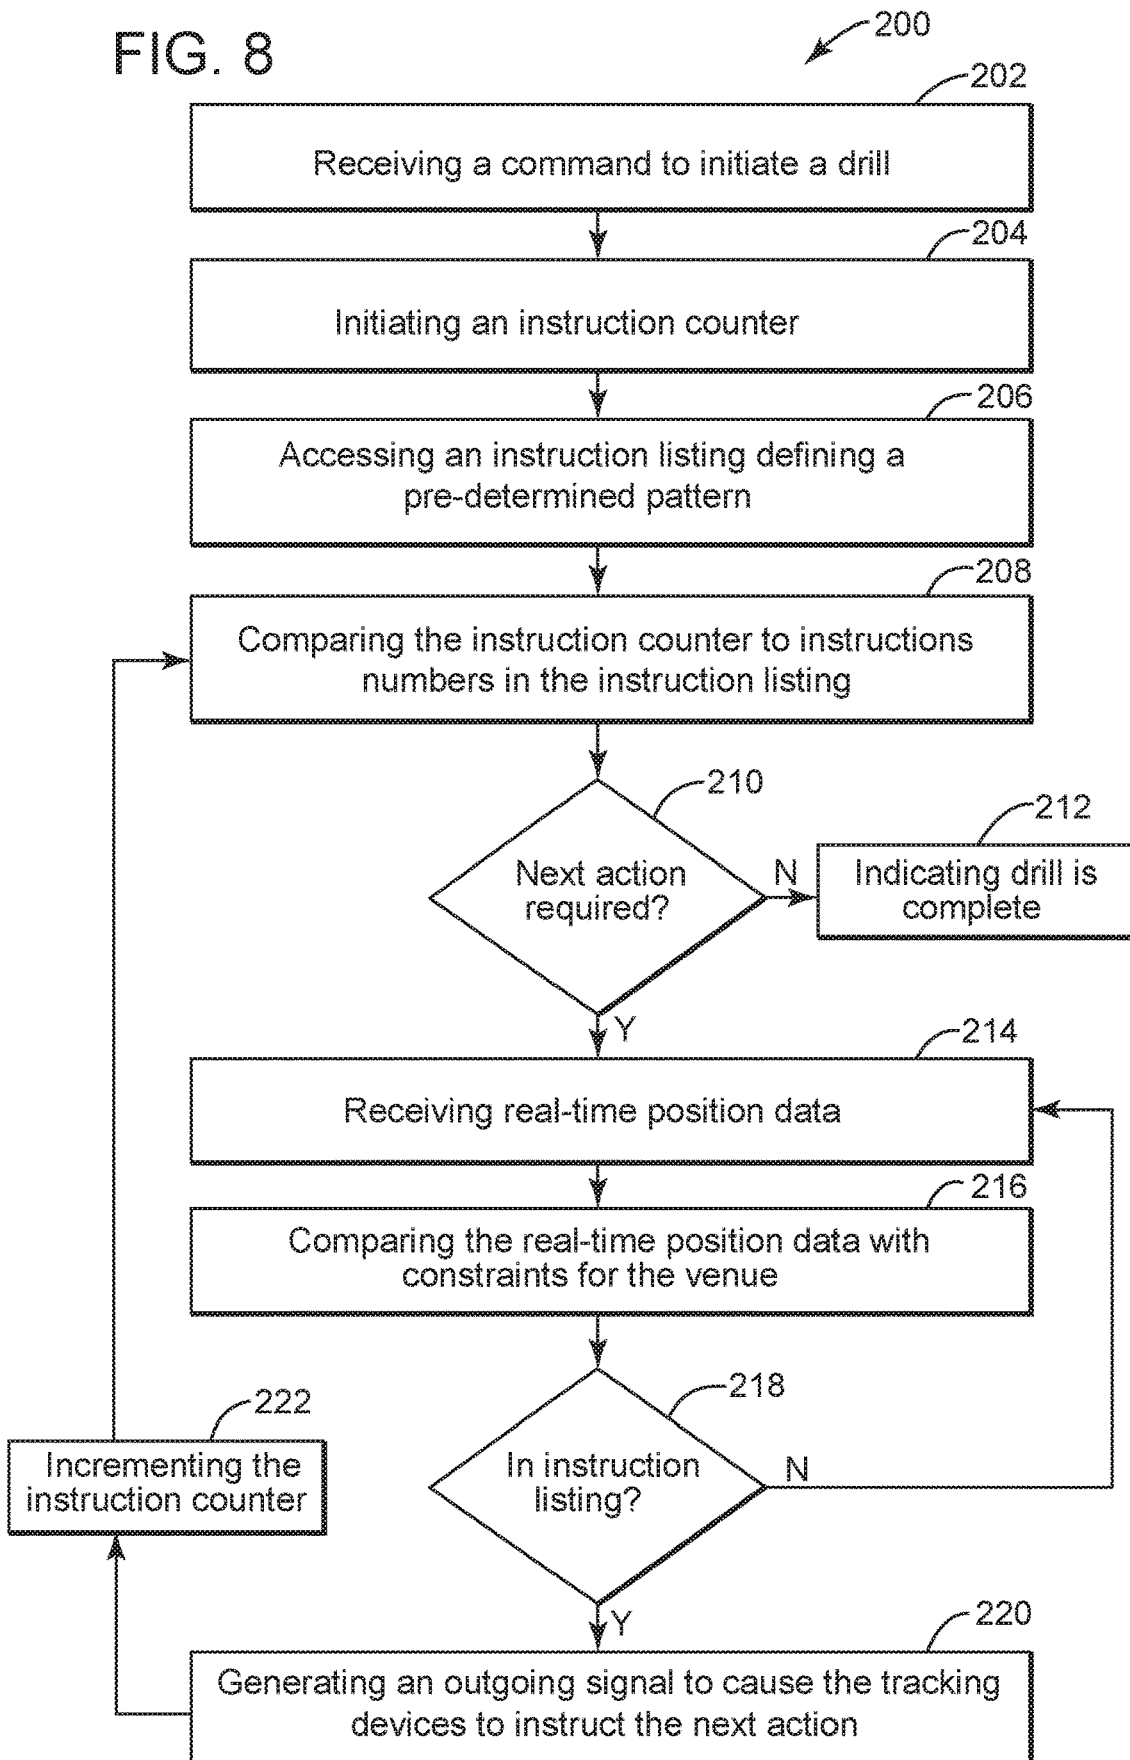 FIG. 8
200
202
Receiving a command to initiate a drill
204
Initiating an instruction counter
206
Accessing an instruction listing defining a
pre-determined pattern
208
Comparing the instruction counter to instructions
numbers in the instruction listing
210
Next action
required?
N
212
Indicating drill is
complete
Y
214
Receiving real-time position data
216
Comparing the real-time position data with
constraints for the venue
218
In instruction
listing?
N
222
Incrementing the
instruction counter
Y
220
Generating an outgoing signal to cause the tracking
devices to instruct the next action